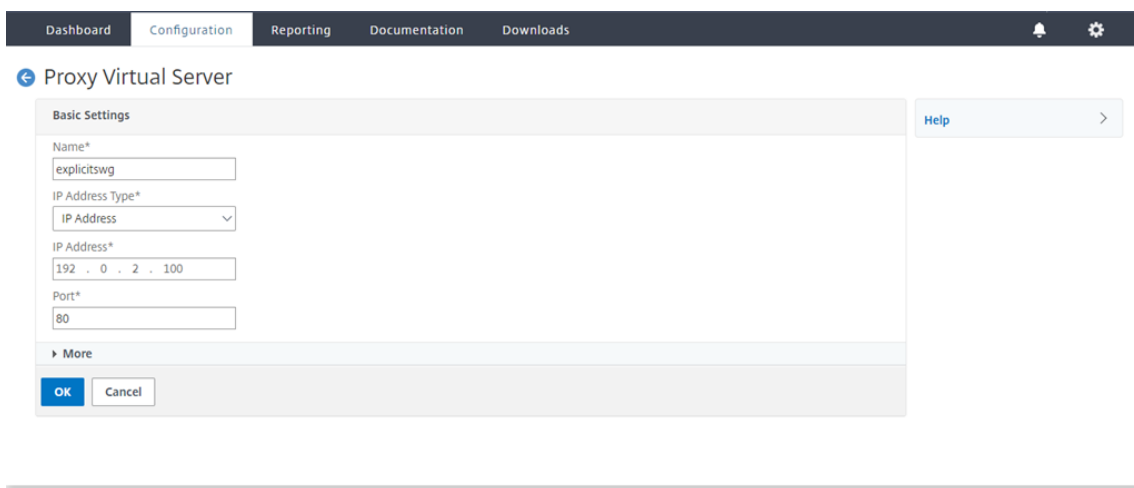 Dashboard Configuration Reporting Documentation Downloads
Proxy Virtual Server
Basic Settings
Help
Name*
explicitswg
IP Address Type*
IP Address
IP Address*
192 . 0 . 2 . 100
Port*
80
More
OK Cancel